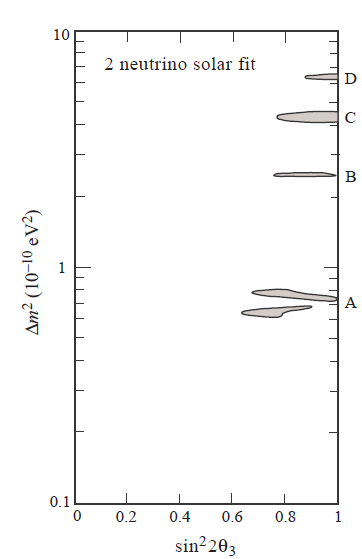 10
2 neutrino solar fit
D
C
B
1
A
0.1
0 0.2 0.4 0.6 0.8 1
Δm² (10⁻¹⁰ eV²)
sin²2θ₃